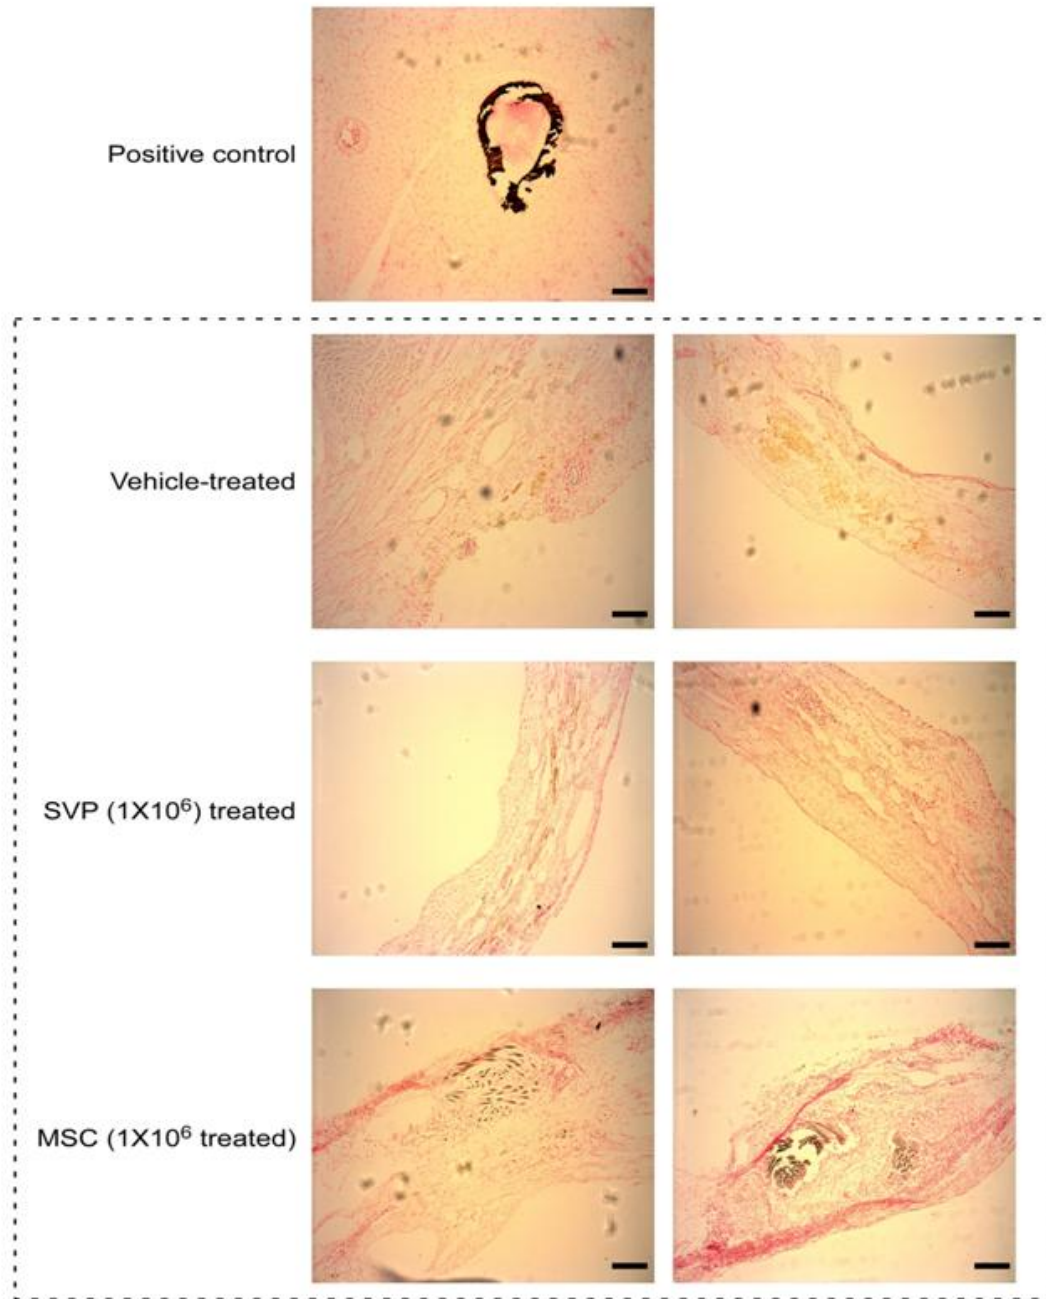 Positive control
Vehicle-treated
SVP (1X10⁶) treated
MSC (1X10⁶ treated)